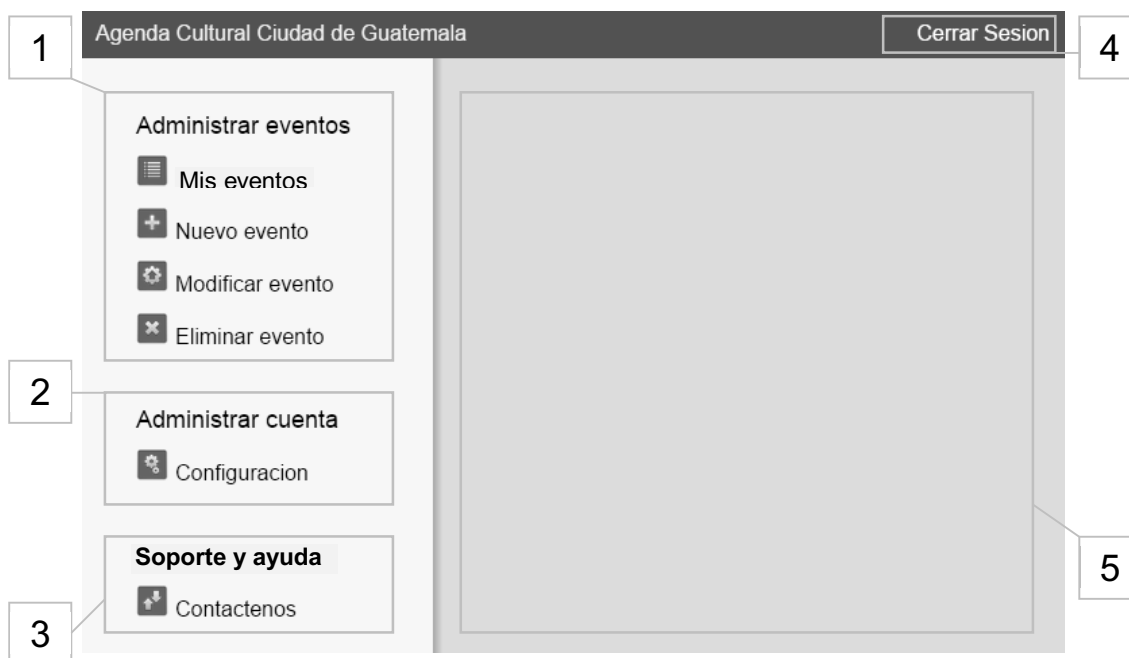 1
Agenda Cultural Ciudad de Guatemala
Cerrar Sesion
4
Administrar eventos
Mis eventos
Nuevo evento
Modificar evento
Eliminar evento
2
Administrar cuenta
Configuracion
Soporte y ayuda
Contactenos
3
5